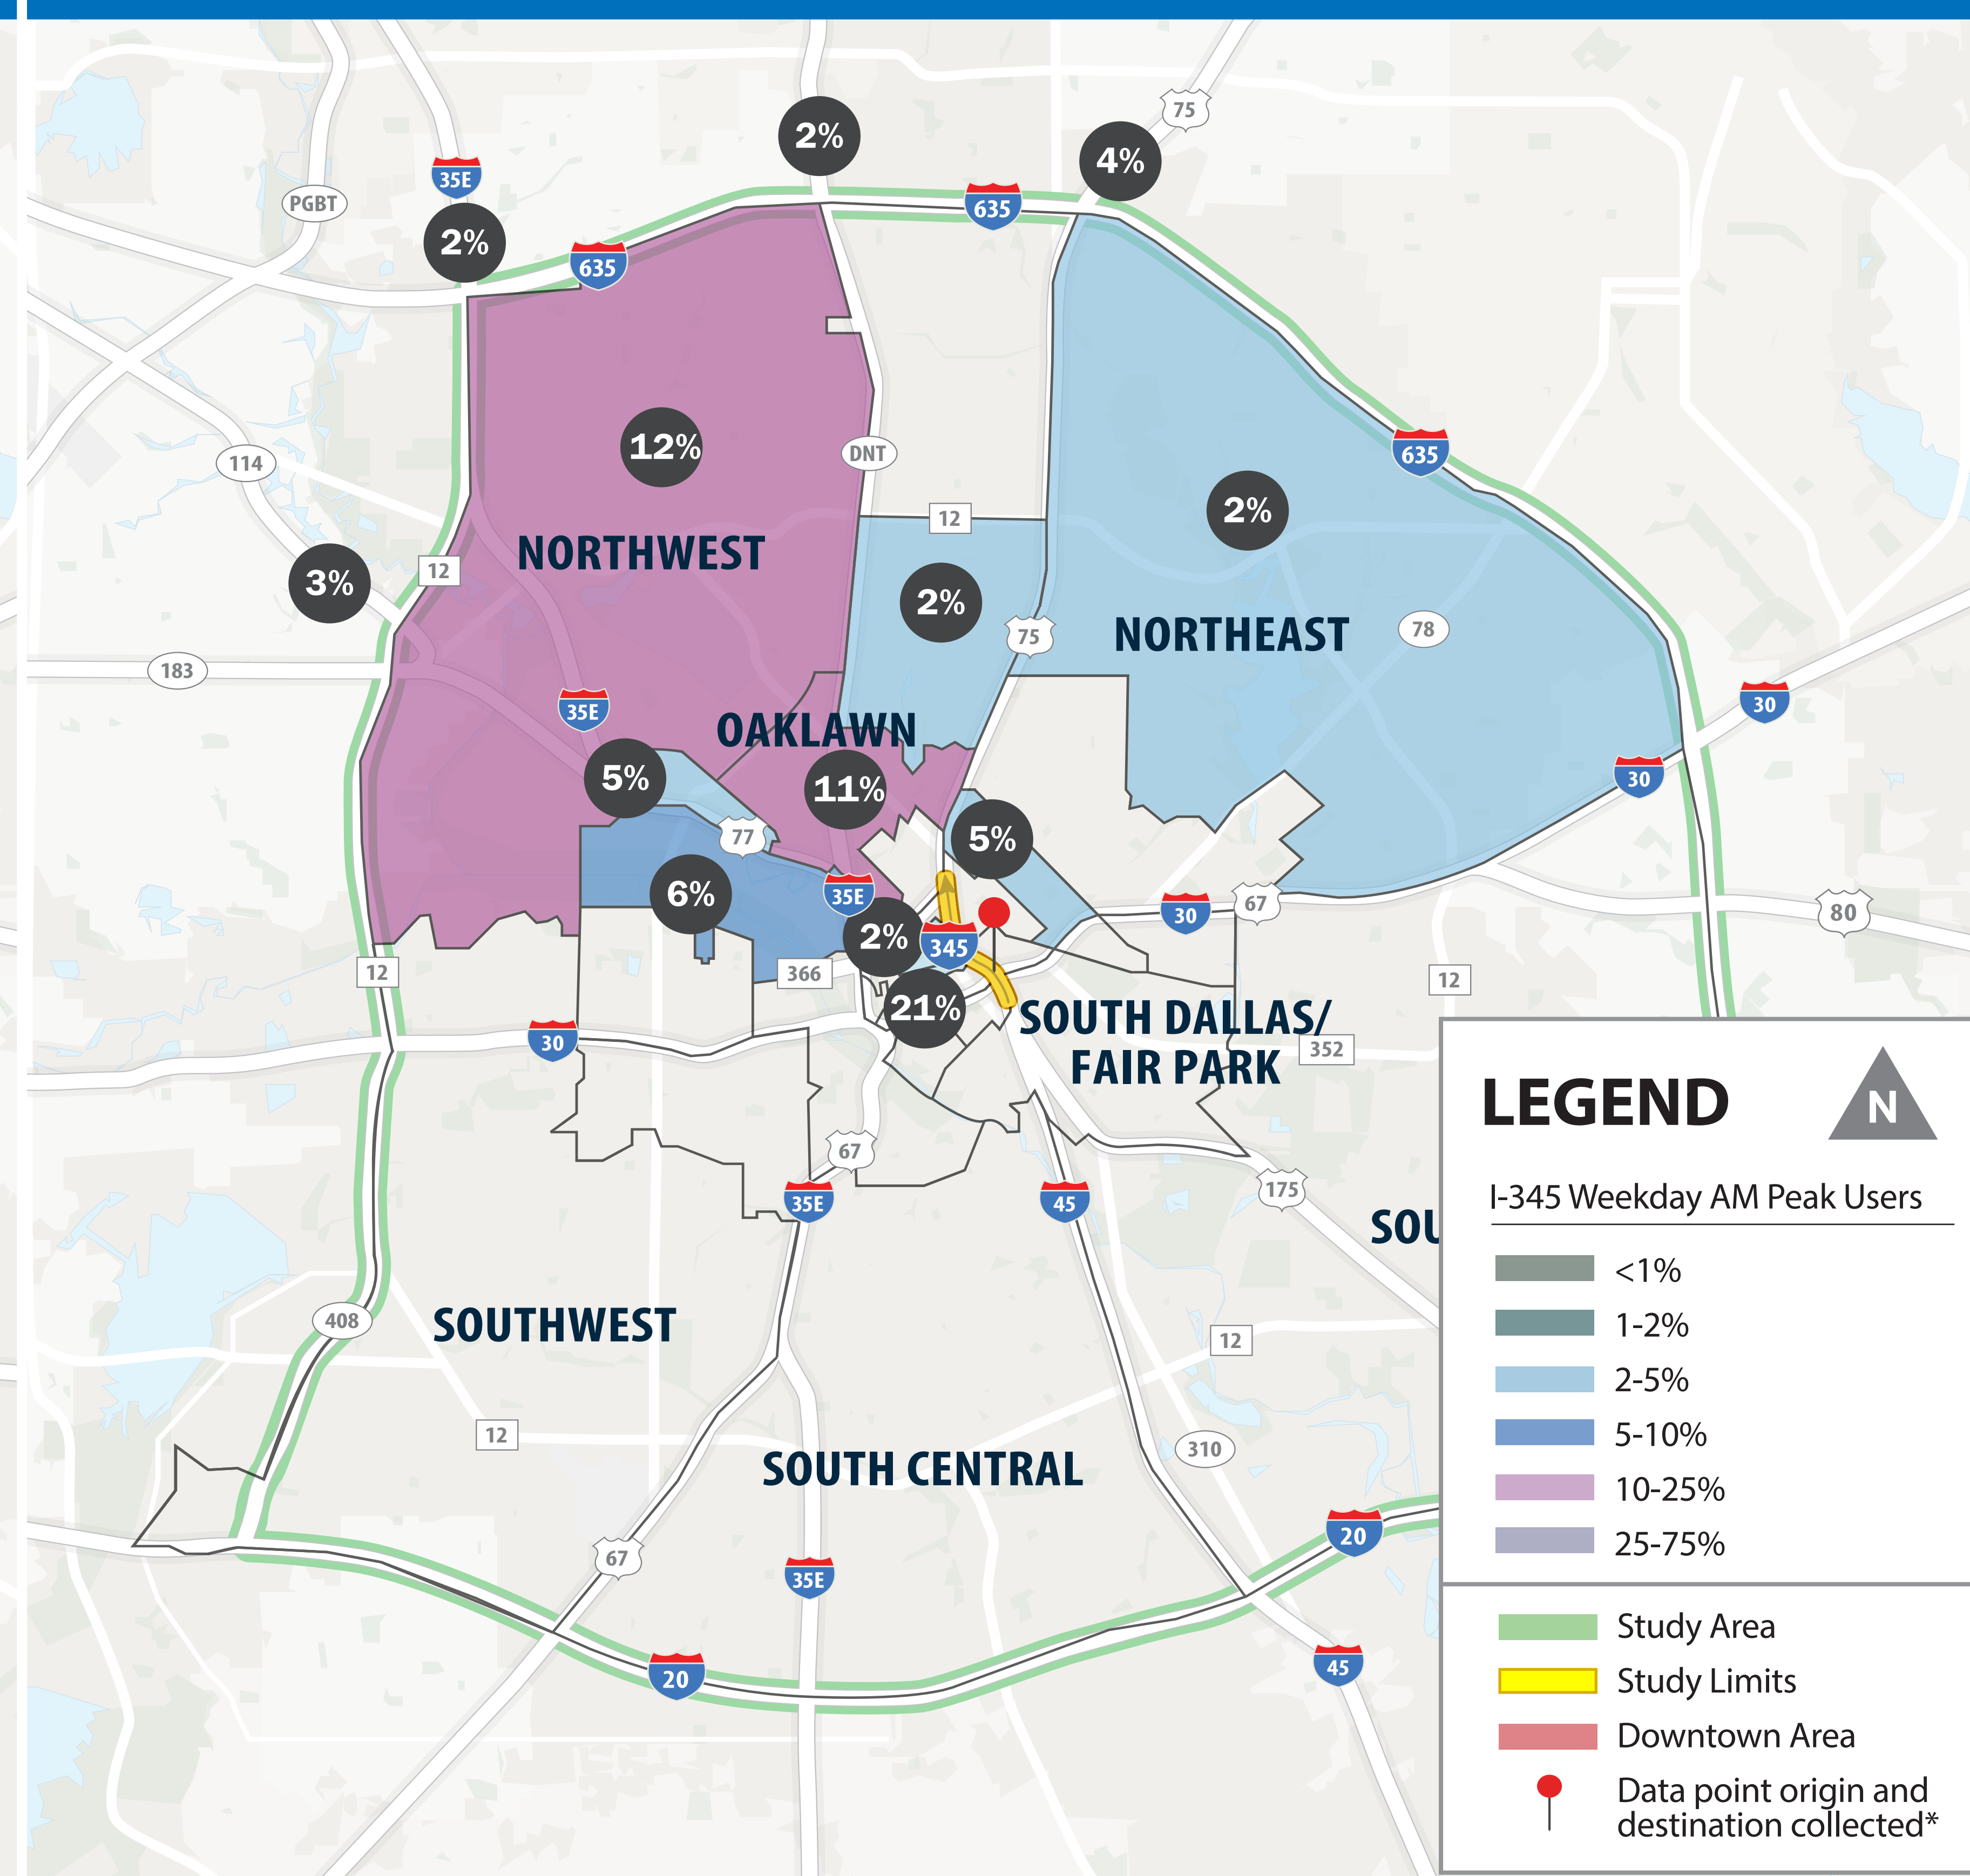 2%
4%
75
35E
635
PGBT
2%
635
12%
DNT
635
114
2%
12
NORTHWEST
12
3%
2%
NORTHEAST
75
78
183
35E
30
OAKLAWN
5%
11%
30
77
5%
6%
35E
30
67
80
2%
345
12
366
12
21%
SOUTH DALLAS/
FAIR PARK
30
352
67
35E
45
175
SOU
408
SOUTHWEST
12
12
310
SOUTH CENTRAL
20
67
35E
20
45
LEGEND
N
I-345 Weekday AM Peak Users
<1%
1-2%
2-5%
5-10%
10-25%
25-75%
Study Area
Study Limits
Downtown Area
Data point origin and
destination collected*